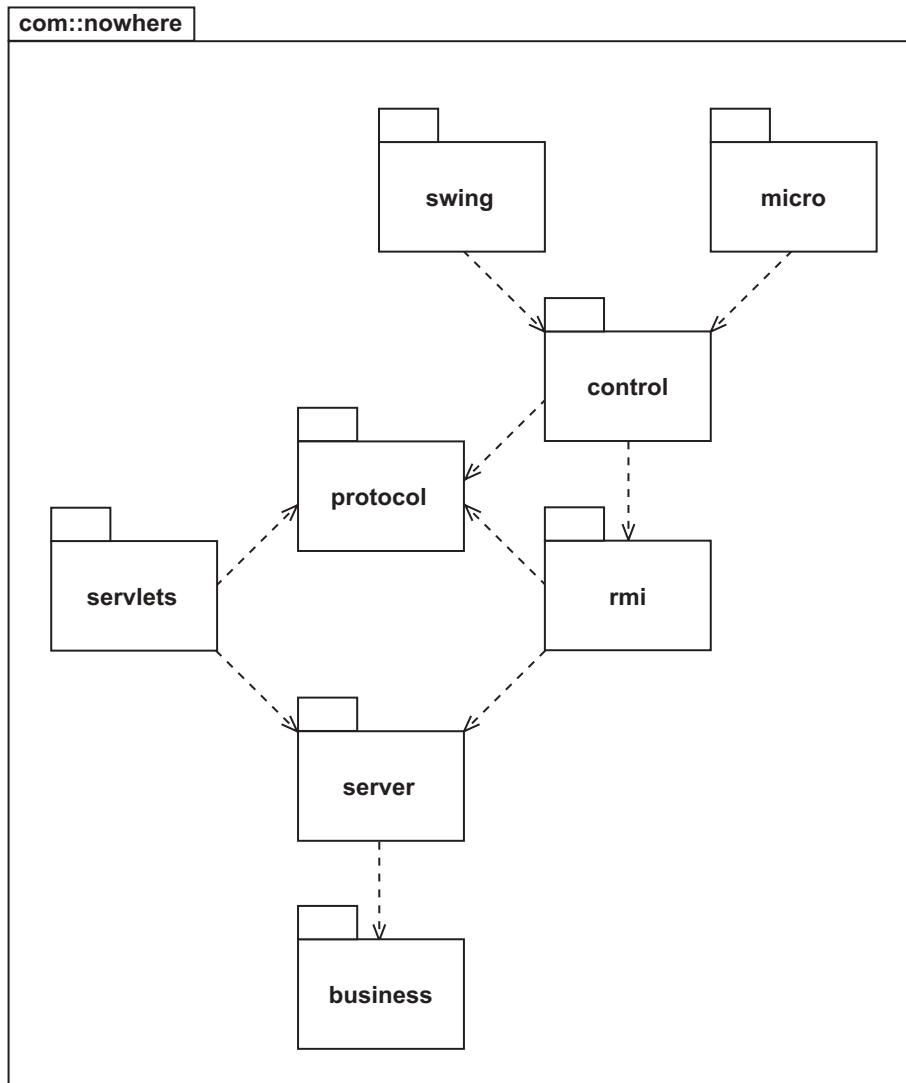 com::nowhere
swing
micro
control
protocol
servlets
rmi
server
business